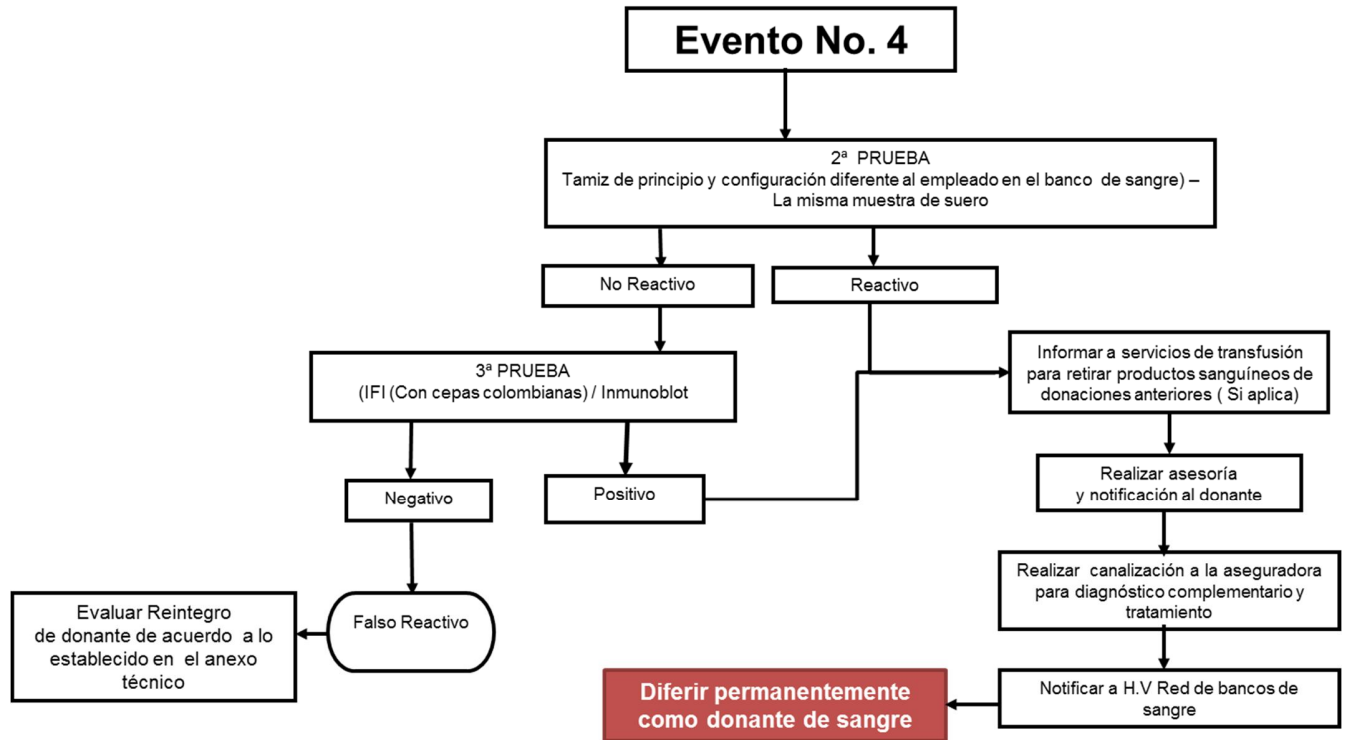 Evento No. 4
2ª PRUEBA
Tamiz de principio y configuración diferente al empleado en el banco de sangre) –
La misma muestra de suero
No Reactivo
Reactivo
3ª PRUEBA
(IFI (Con cepas colombianas) / Inmunoblot
Informar a servicios de transfusión
para retirar productos sanguíneos de
donaciones anteriores ( Si aplica)
Negativo
Positivo
Realizar asesoría
y notificación al donante
Realizar canalización a la aseguradora
para diagnóstico complementario y
tratamiento
Evaluar Reintegro
de donante de acuerdo a lo
establecido en el anexo
técnico
Falso Reactivo
Diferir permanentemente
como donante de sangre
Notificar a H.V Red de bancos de
sangre